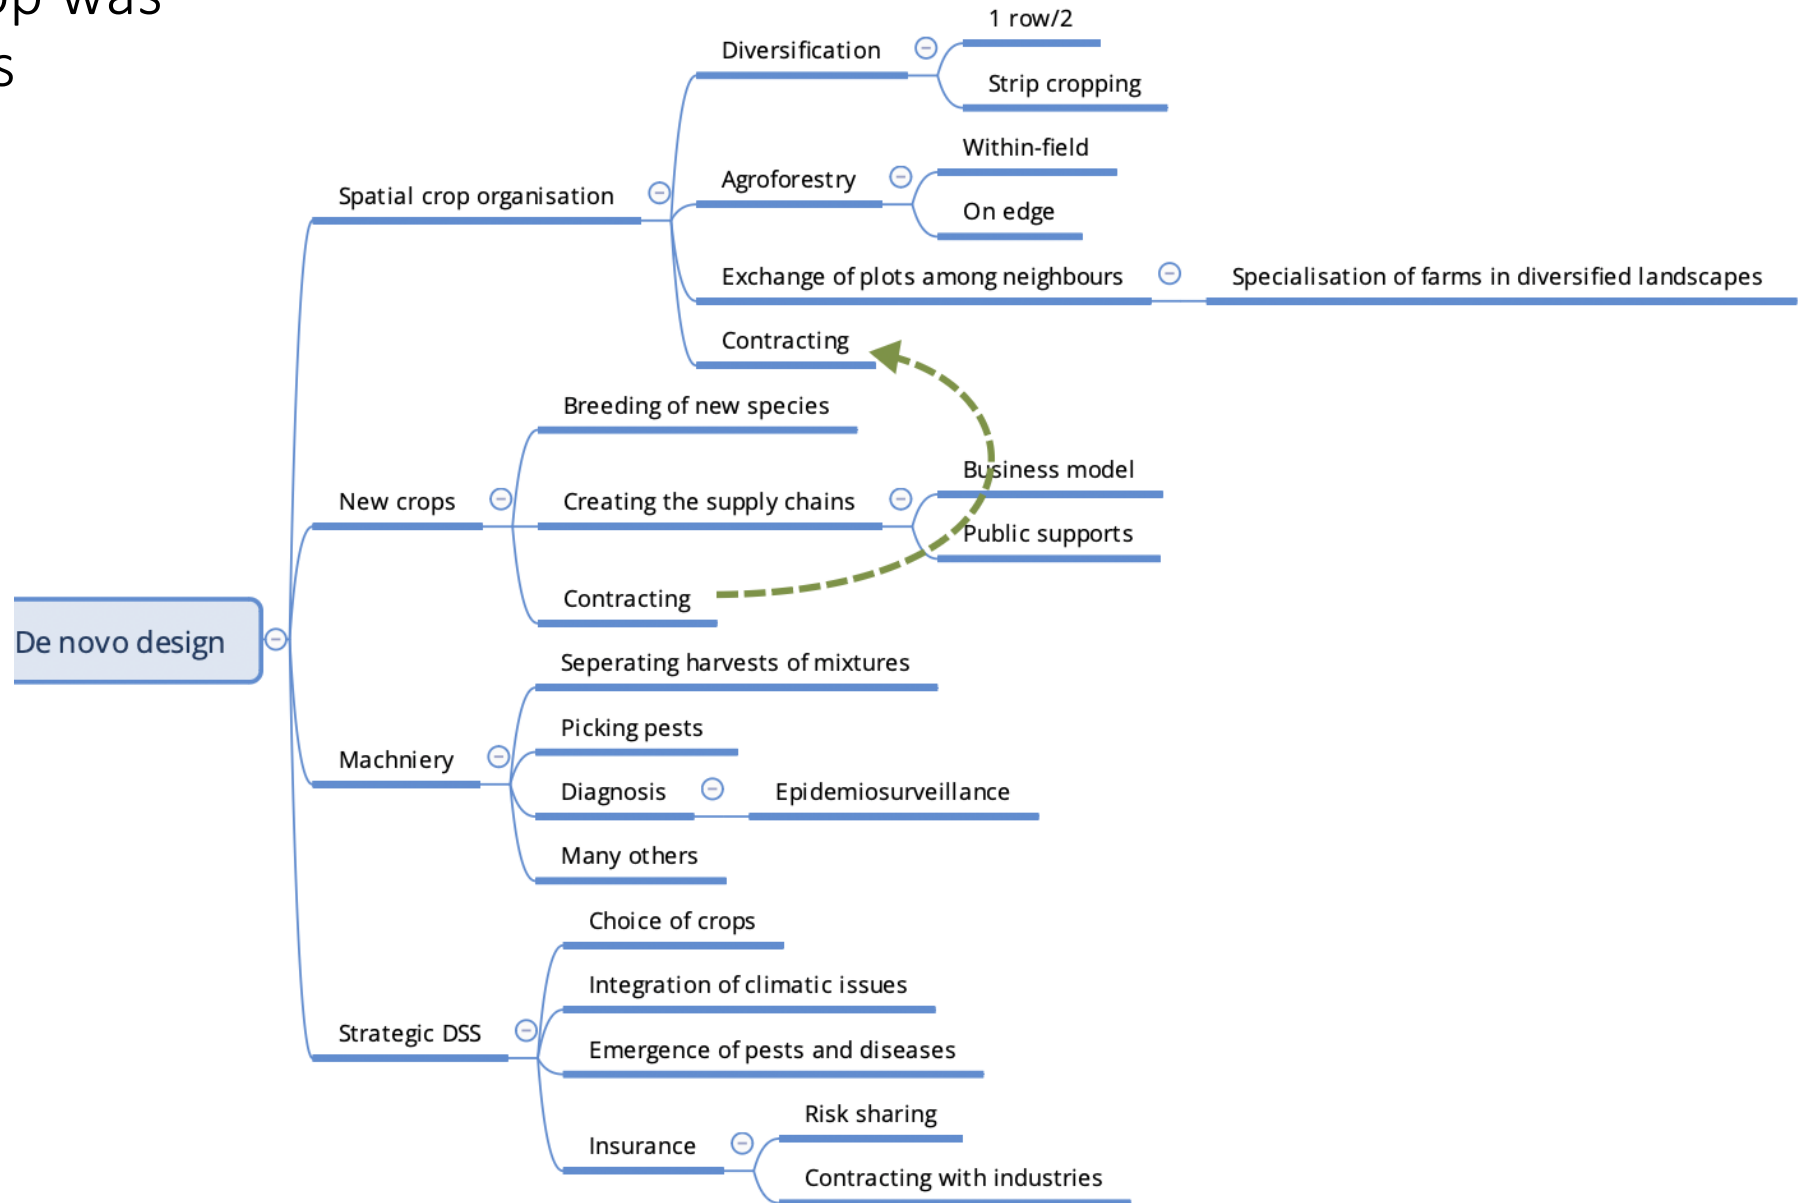 op was
s
1 row/2
Diversification
Strip cropping
Within-field
Agroforestry
Spatial crop organisation
On edge
Exchange of plots among neighbours
Specialisation of farms in diversified landscapes
Contracting
Breeding of new species
Business model
New crops
Creating the supply chains
Public supports
Contracting
De novo design
Seperating harvests of mixtures
Picking pests
Machniery
Diagnosis
Epidemiosurveillance
Many others
Choice of crops
Integration of climatic issues
Strategic DSS
Emergence of pests and diseases
Risk sharing
Insurance
Contracting with industries